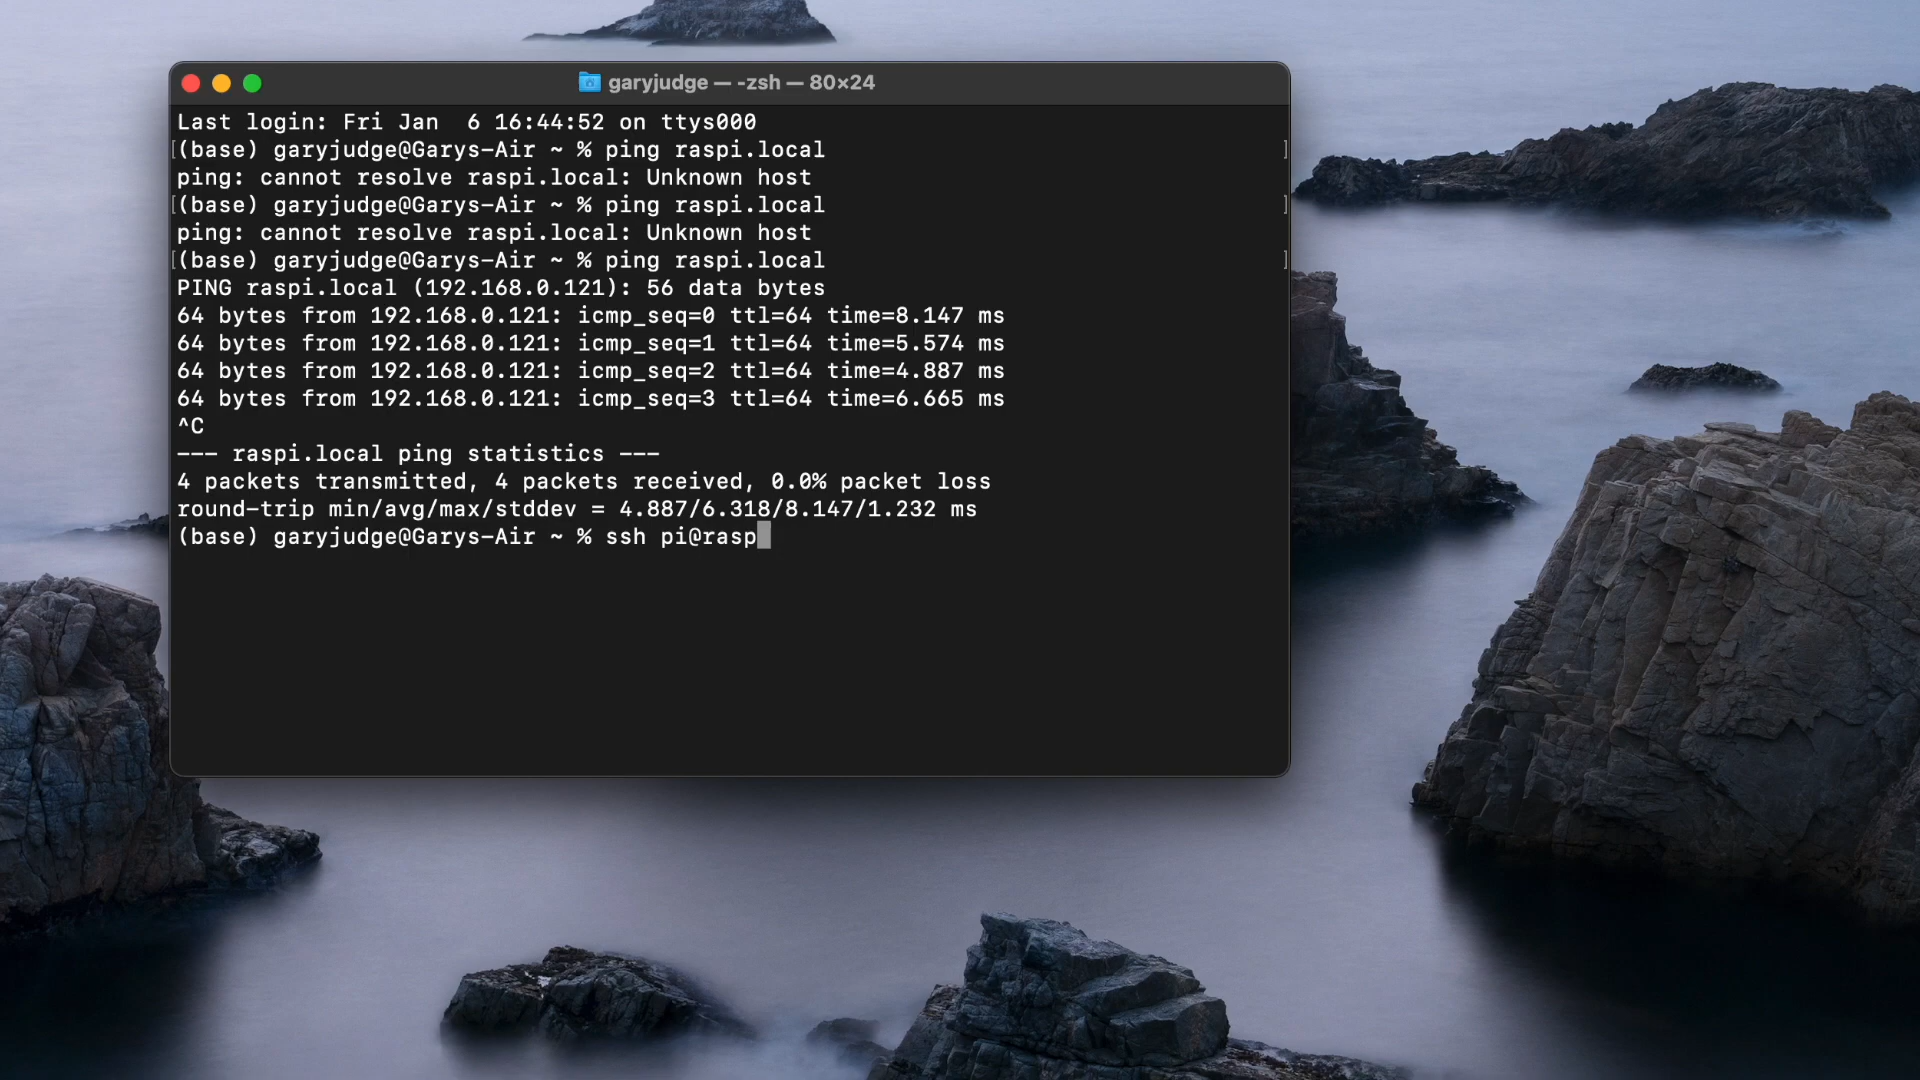 garyjudge — -zsh — 80×24
Last login: Fri Jan  6 16:44:52 on ttys000
[(base) garyjudge@Garys-Air ~ % ping raspi.local ]
ping: cannot resolve raspi.local: Unknown host
[(base) garyjudge@Garys-Air ~ % ping raspi.local ]
ping: cannot resolve raspi.local: Unknown host
[(base) garyjudge@Garys-Air ~ % ping raspi.local ]
PING raspi.local (192.168.0.121): 56 data bytes
64 bytes from 192.168.0.121: icmp_seq=0 ttl=64 time=8.147 ms
64 bytes from 192.168.0.121: icmp_seq=1 ttl=64 time=5.574 ms
64 bytes from 192.168.0.121: icmp_seq=2 ttl=64 time=4.887 ms
64 bytes from 192.168.0.121: icmp_seq=3 ttl=64 time=6.665 ms
^C
--- raspi.local ping statistics ---
4 packets transmitted, 4 packets received, 0.0% packet loss
round-trip min/avg/max/stddev = 4.887/6.318/8.147/1.232 ms
(base) garyjudge@Garys-Air ~ % ssh pi@rasp